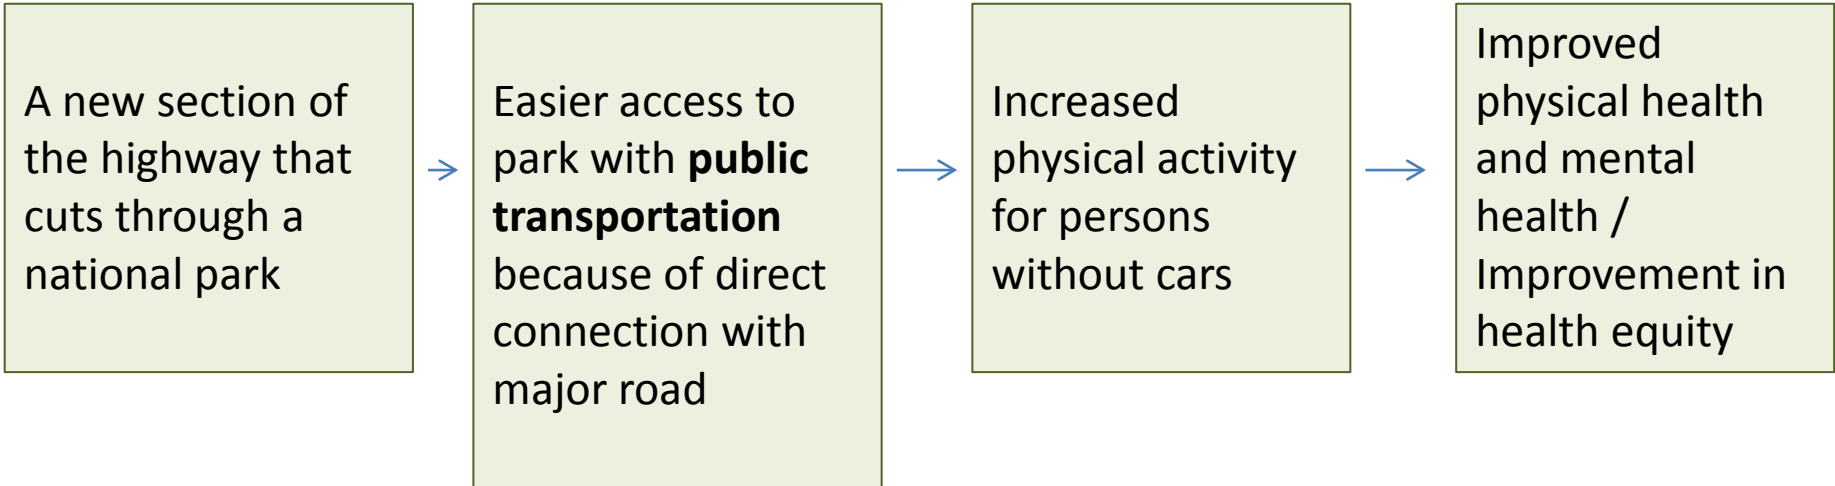 A new section of
the highway that
cuts through a
national park
Easier access to
park with public
transportation
because of direct
connection with
major road
Increased
physical activity
for persons
without cars
Improved
physical health
and mental
health /
Improvement in
health equity